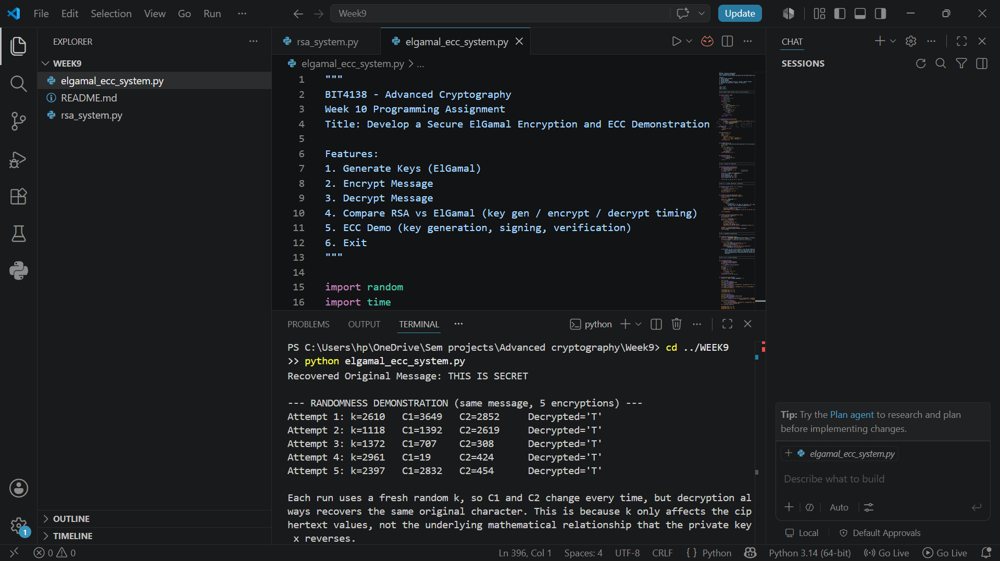 File Edit Selection View Go Run ···
Week9
Update
EXPLORER
WEEK9
elgamal_ecc_system.py
README.md
rsa_system.py
OUTLINE
TIMELINE
rsa_system.py
elgamal_ecc_system.py
elgamal_ecc_system.py > ...
1 """
2 BIT4138 - Advanced Cryptography
3 Week 10 Programming Assignment
4 Title: Develop a Secure ElGamal Encryption and ECC Demonstration System
5
6 Features:
7 1. Generate Keys (ElGamal)
8 2. Encrypt Message
9 3. Decrypt Message
10 4. Compare RSA vs ElGamal (key gen / encrypt / decrypt timing)
11 5. ECC Demo (key generation, signing, verification)
12 6. Exit
13 """
14
15 import random
16 import time
PROBLEMS OUTPUT TERMINAL ···
python
PS C:\Users\hp\OneDrive\Sem projects\Advanced cryptography\Week9> cd ../WEEK9
>> python elgamal_ecc_system.py
Recovered Original Message: THIS IS SECRET
--- RANDOMNESS DEMONSTRATION (same message, 5 encryptions) ---
Attempt 1: k=2610 C1=3649 C2=2852 Decrypted='T'
Attempt 2: k=1118 C1=1392 C2=2619 Decrypted='T'
Attempt 3: k=1372 C1=707 C2=308 Decrypted='T'
Attempt 4: k=2961 C1=19 C2=424 Decrypted='T'
Attempt 5: k=2397 C1=2832 C2=454 Decrypted='T'
Each run uses a fresh random k, so C1 and C2 change every time, but decryption al
ways recovers the same original character. This is because k only affects the cip
hertext values, not the underlying mathematical relationship that the private key
x reverses.
CHAT
SESSIONS
Tip: Try the Plan agent to research and plan
before implementing changes.
elgamal_ecc_system.py
Describe what to build
Auto
Local
Default Approvals
1
0 0
Ln 396, Col 1
Spaces: 4
UTF-8
CRLF
{ } Python
Python 3.14 (64-bit)
Go Live
Go Live